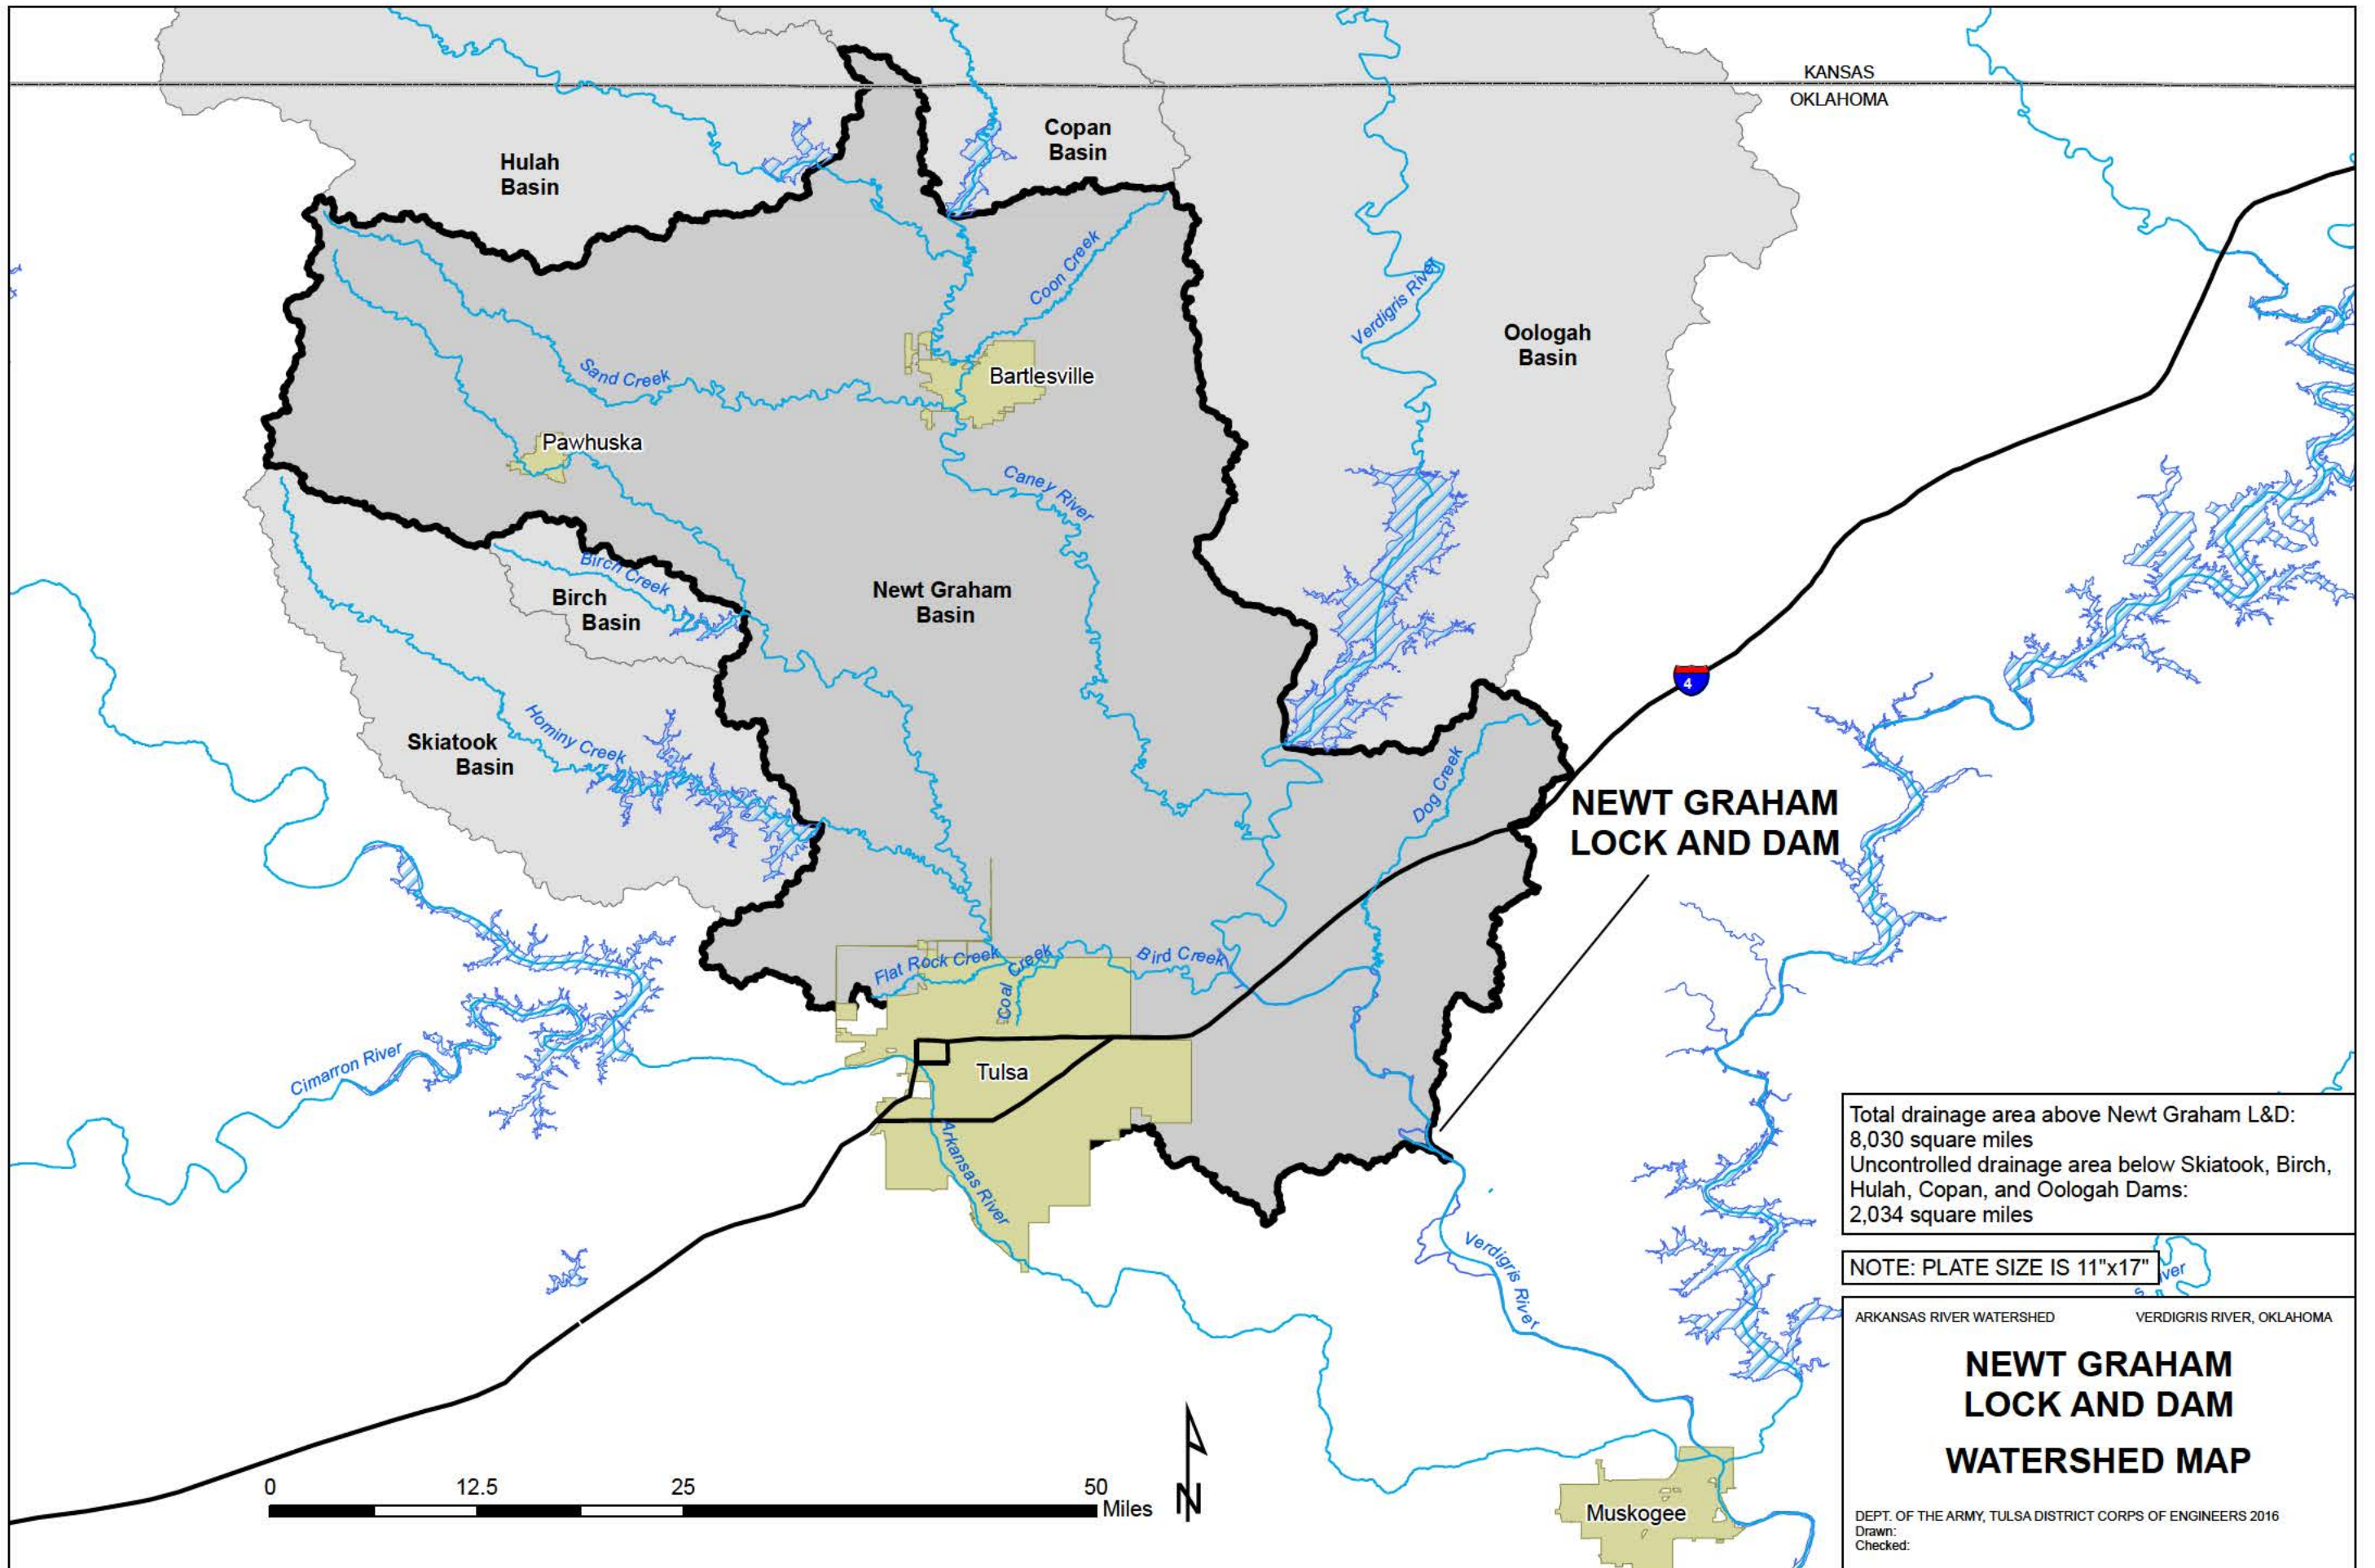 KANSAS
OKLAHOMA
Copan
Basin
Hulah
Basin
Coon Creek
Verdigris River
Oologah
Basin
Sand Creek
Bartlesville
Pawhuska
Caney River
Birch Creek
Birch
Basin
Newt Graham
Basin
4
Hominy Creek
Skiatook
Basin
Dog Creek
NEWT GRAHAM
LOCK AND DAM
Flat Rock Creek
Coal Creek
Bird Creek
Cimarron River
Tulsa
Arkansas River
Verdigris River
Total drainage area above Newt Graham L&D:
8,030 square miles
Uncontrolled drainage area below Skiatook, Birch,
Hulah, Copan, and Oologah Dams:
2,034 square miles
NOTE: PLATE SIZE IS 11"x17"
ARKANSAS RIVER WATERSHED VERDIGRIS RIVER, OKLAHOMA
NEWT GRAHAM
LOCK AND DAM
WATERSHED MAP
0 12.5 25 50
Miles
N
Muskogee
DEPT. OF THE ARMY, TULSA DISTRICT CORPS OF ENGINEERS 2016
Drawn:
Checked: